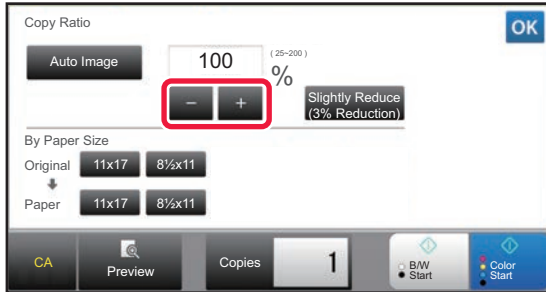 Copy Ratio
OK
Auto Image
100
(25~200)
%
− +
Slightly Reduce
(3% Reduction)
By Paper Size
Original 11x17 8½x11
Paper 11x17 8½x11
CA
Preview
Copies
1
B/W
Start
Color
Start